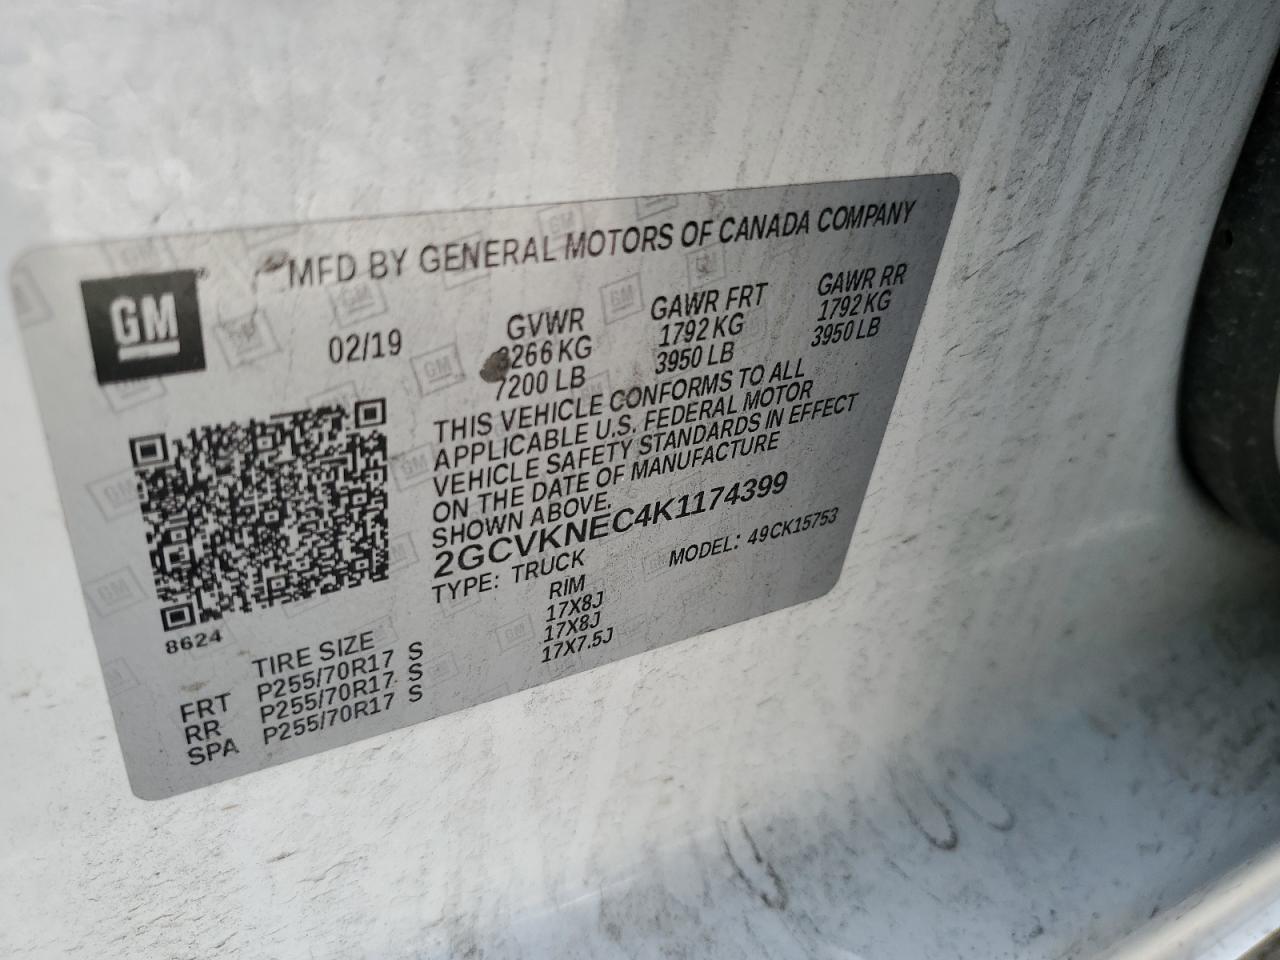 GM
MFD BY GENERAL MOTORS OF CANADA COMPANY
02/19
GVWR GAWR FRT GAWR RR
3266 KG 1792 KG 1792 KG
7200 LB 3950 LB 3950 LB
THIS VEHICLE CONFORMS TO ALL
APPLICABLE U.S. FEDERAL MOTOR
VEHICLE SAFETY STANDARDS IN EFFECT
ON THE DATE OF MANUFACTURE
SHOWN ABOVE.
2GCVKNEC4K1174399
TYPE: TRUCK MODEL: 49CK15753
8624
TIRE SIZE RIM
FRT P255/70R17 S 17X8J
RR P255/70R17 S 17X8J
SPA P255/70R17 S 17X7.5J